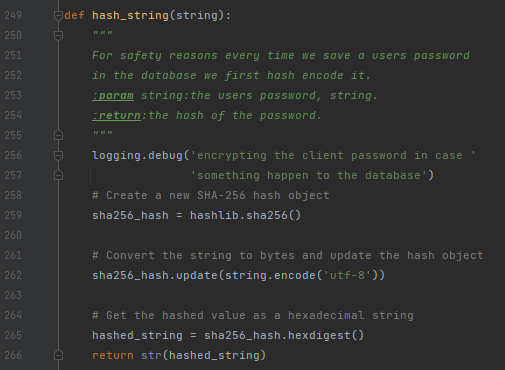 249 def hash_string(string):
250 """
251 For safety reasons every time we save a users password
252 in the database we first hash encode it.
253 :param string:the users password, string.
254 :return:the hash of the password.
255 """
256 logging.debug('encrypting the client password in case '
257 'something happen to the database')
258 # Create a new SHA-256 hash object
259 sha256_hash = hashlib.sha256()
260
261 # Convert the string to bytes and update the hash object
262 sha256_hash.update(string.encode('utf-8'))
263
264 # Get the hashed value as a hexadecimal string
265 hashed_string = sha256_hash.hexdigest()
266 return str(hashed_string)